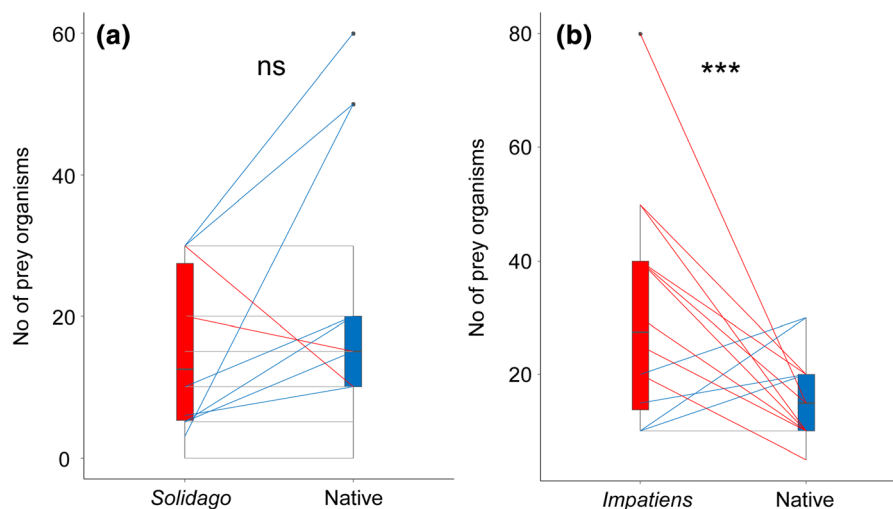 (a)
ns
No of prey organisms
60
40
20
0
Solidago
Native
(b)
***
No of prey organisms
80
60
40
20
Impatiens
Native